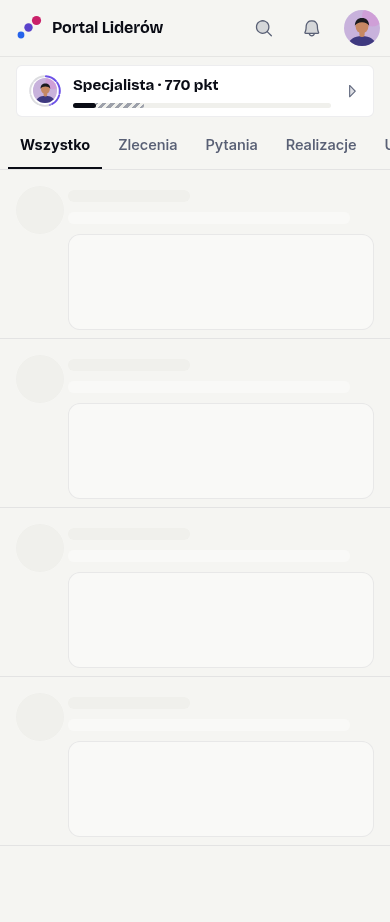 Portal Liderów
Specjalista · 770 pkt
Wszystko Zlecenia Pytania Realizacje